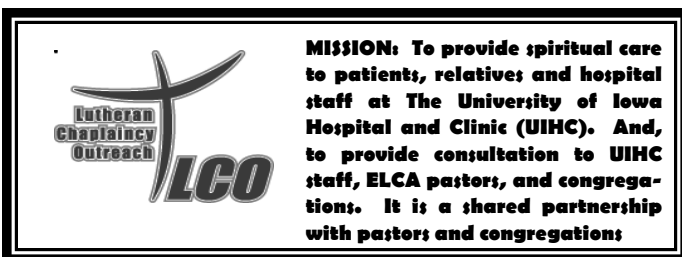 Lutheran
Chaplaincy
Outreach
LCO
MISSION: To provide spiritual care
to patients, relatives and hospital
staff at The University of Iowa
Hospital and Clinic (UIHC). And,
to provide consultation to UIHC
staff, ELCA pastors, and congrega-
tions. It is a shared partnership
with pastors and congregations